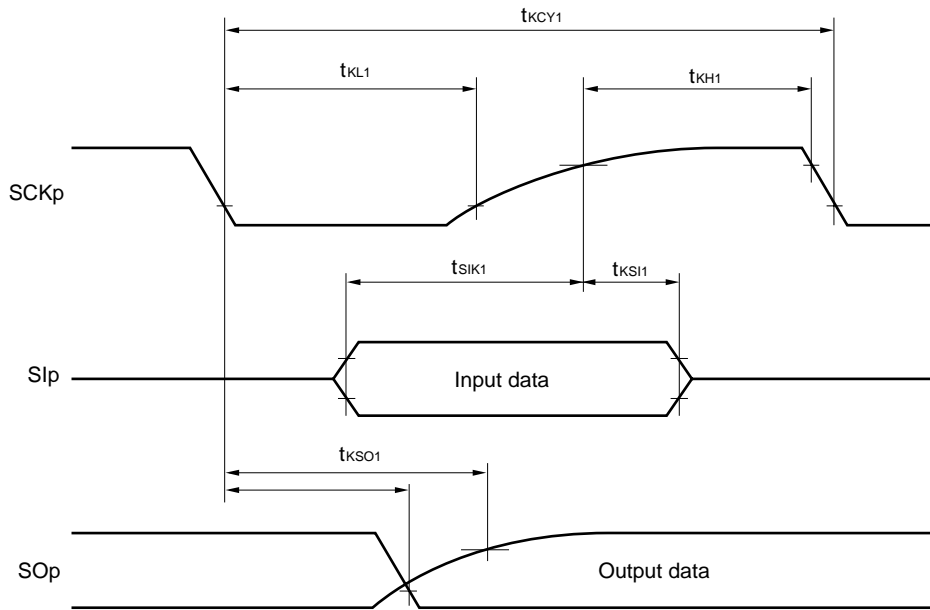 tKCY1
tKL1
tKH1
SCKp
tSIK1
tKSI1
SIp
Input data
tKSO1
SOp
Output data